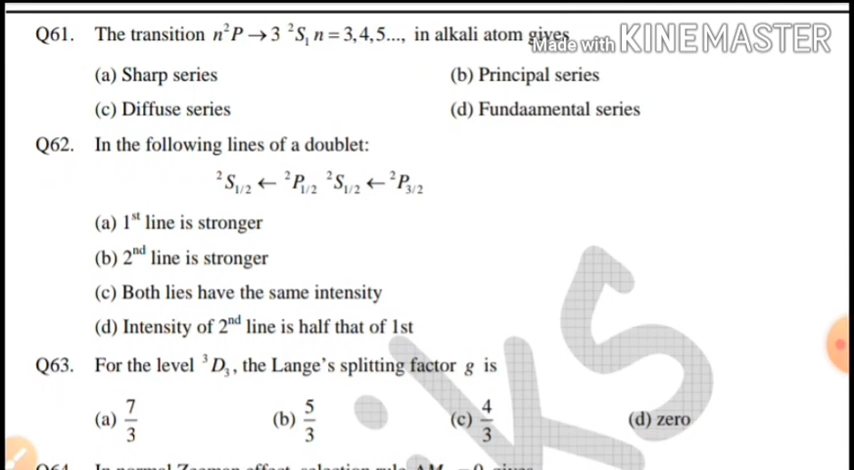 Q61. The transition n²P → 3 ²S, n = 3,4,5..., in alkali atom gives
Made with KINEMASTER
(a) Sharp series (b) Principal series
(c) Diffuse series (d) Fundaamental series
Q62. In the following lines of a doublet:
²S₁/₂ ← ²P₁/₂ ²S₁/₂ ← ²P₃/₂
(a) 1st line is stronger
(b) 2nd line is stronger
(c) Both lies have the same intensity
(d) Intensity of 2nd line is half that of 1st
Q63. For the level ³D₃, the Lange's splitting factor g is
(a) 7/3 (b) 5/3 (c) 4/3 (d) zero
iks